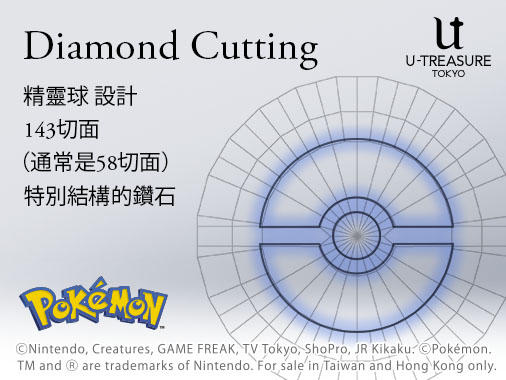 Diamond Cutting
U-TREASURE
TOKYO
精靈球 設計
143切面
（通常是58切面）
特別結構的鑽石
POKéMON
™
©Nintendo, Creatures, GAME FREAK, TV Tokyo, ShoPro, JR Kikaku. ©Pokémon.
TM and ® are trademarks of Nintendo. For sale in Taiwan and Hong Kong only.